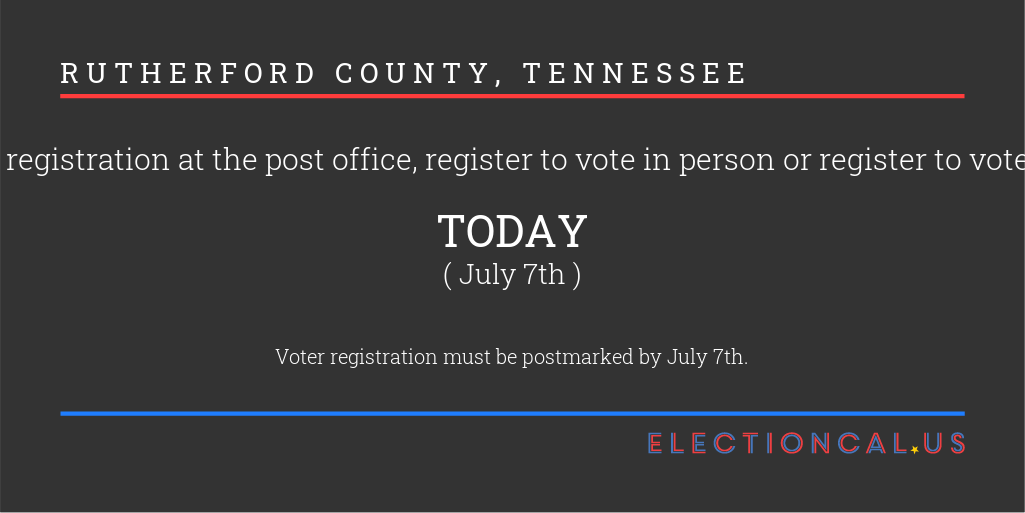 RUTHERFORD COUNTY, TENNESSEE
registration at the post office, register to vote in person or register to vote
TODAY
( July 7th )
Voter registration must be postmarked by July 7th.
ELECTIONCAL.US